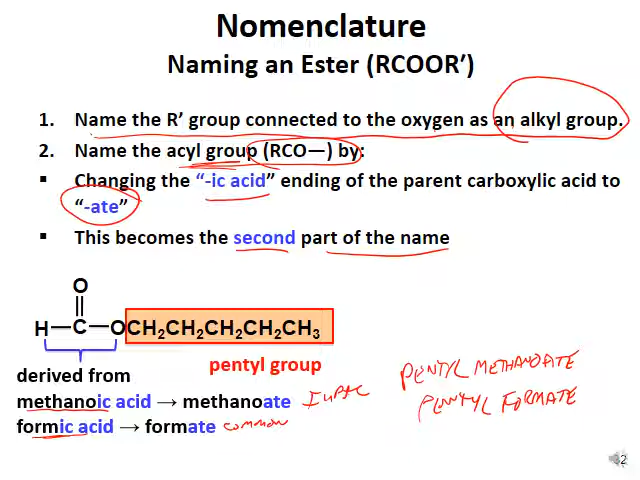 Nomenclature
Naming an Ester (RCOOR’)
1. Name the R’ group connected to the oxygen as an alkyl group.
2. Name the acyl group (RCO—) by:
▪ Changing the “-ic acid” ending of the parent carboxylic acid to
“-ate”
▪ This becomes the second part of the name
O
H—C—OCH₂CH₂CH₂CH₂CH₃
pentyl group
derived from
methanoic acid → methanoate IUPAC
formic acid → formate common
PENTYL METHANOATE
PENTYL FORMATE
2